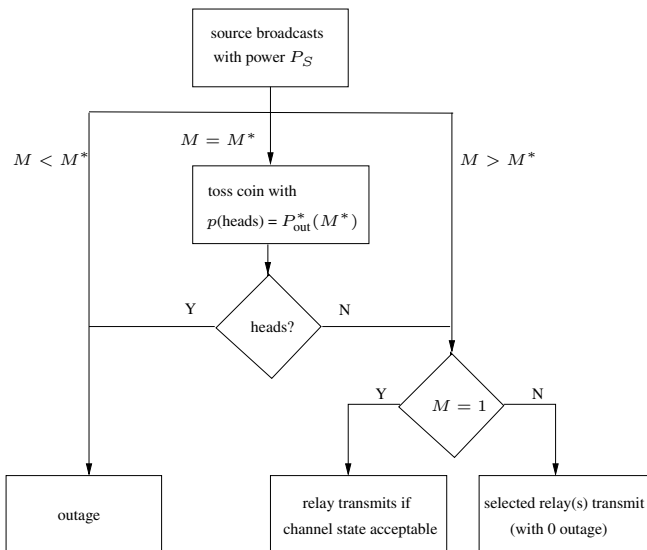 source broadcasts
with power P_S
M < M*
M = M*
M > M*
toss coin with
p(heads) = P*_out(M*)
Y
heads?
N
Y
M = 1
N
outage
relay transmits if
channel state acceptable
selected relay(s) transmit
(with 0 outage)